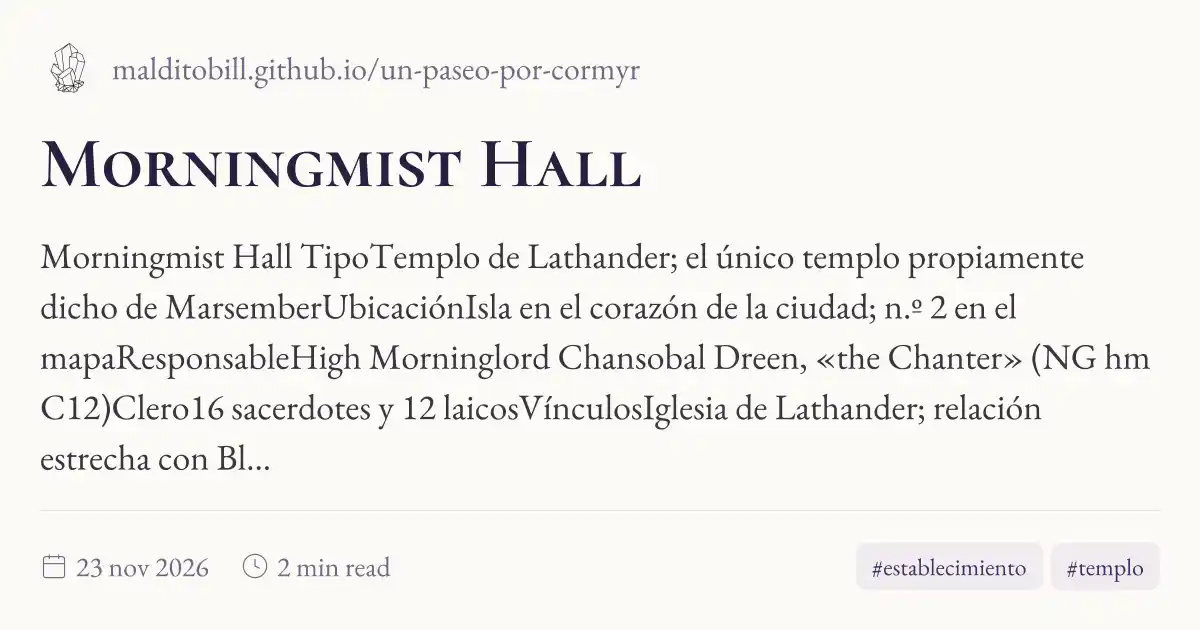 malditobill.github.io/un-paseo-por-cormyr
Morningmist Hall
Morningmist Hall TipoTemplo de Lathander; el único templo propiamente
dicho de MarsemberUbicaciónIsla en el corazón de la ciudad; n.º 2 en el
mapaResponsableHigh Morninglord Chansobal Dreen, «the Chanter» (NG hm
C12)Clero16 sacerdotes y 12 laicosVínculosIglesia de Lathander; relación
estrecha con Bl...
23 nov 2026 2 min read #establecimiento #templo